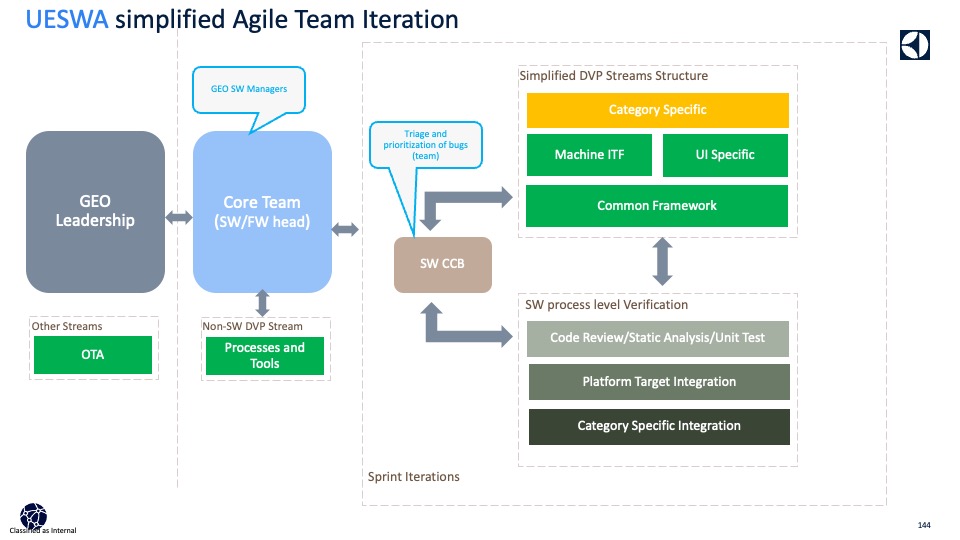 UESWA simplified Agile Team Iteration
GEO SW Managers
Simplified DVP Streams Structure
Category Specific
Triage and
prioritization of bugs
(team)
Machine ITF
UI Specific
GEO
Leadership
Core Team
(SW/FW head)
Common Framework
SW CCB
Other Streams
OTA
Non-SW DVP Stream
Processes and
Tools
SW process level Verification
Code Review/Static Analysis/Unit Test
Platform Target Integration
Category Specific Integration
Sprint Iterations
Classified as Internal
144